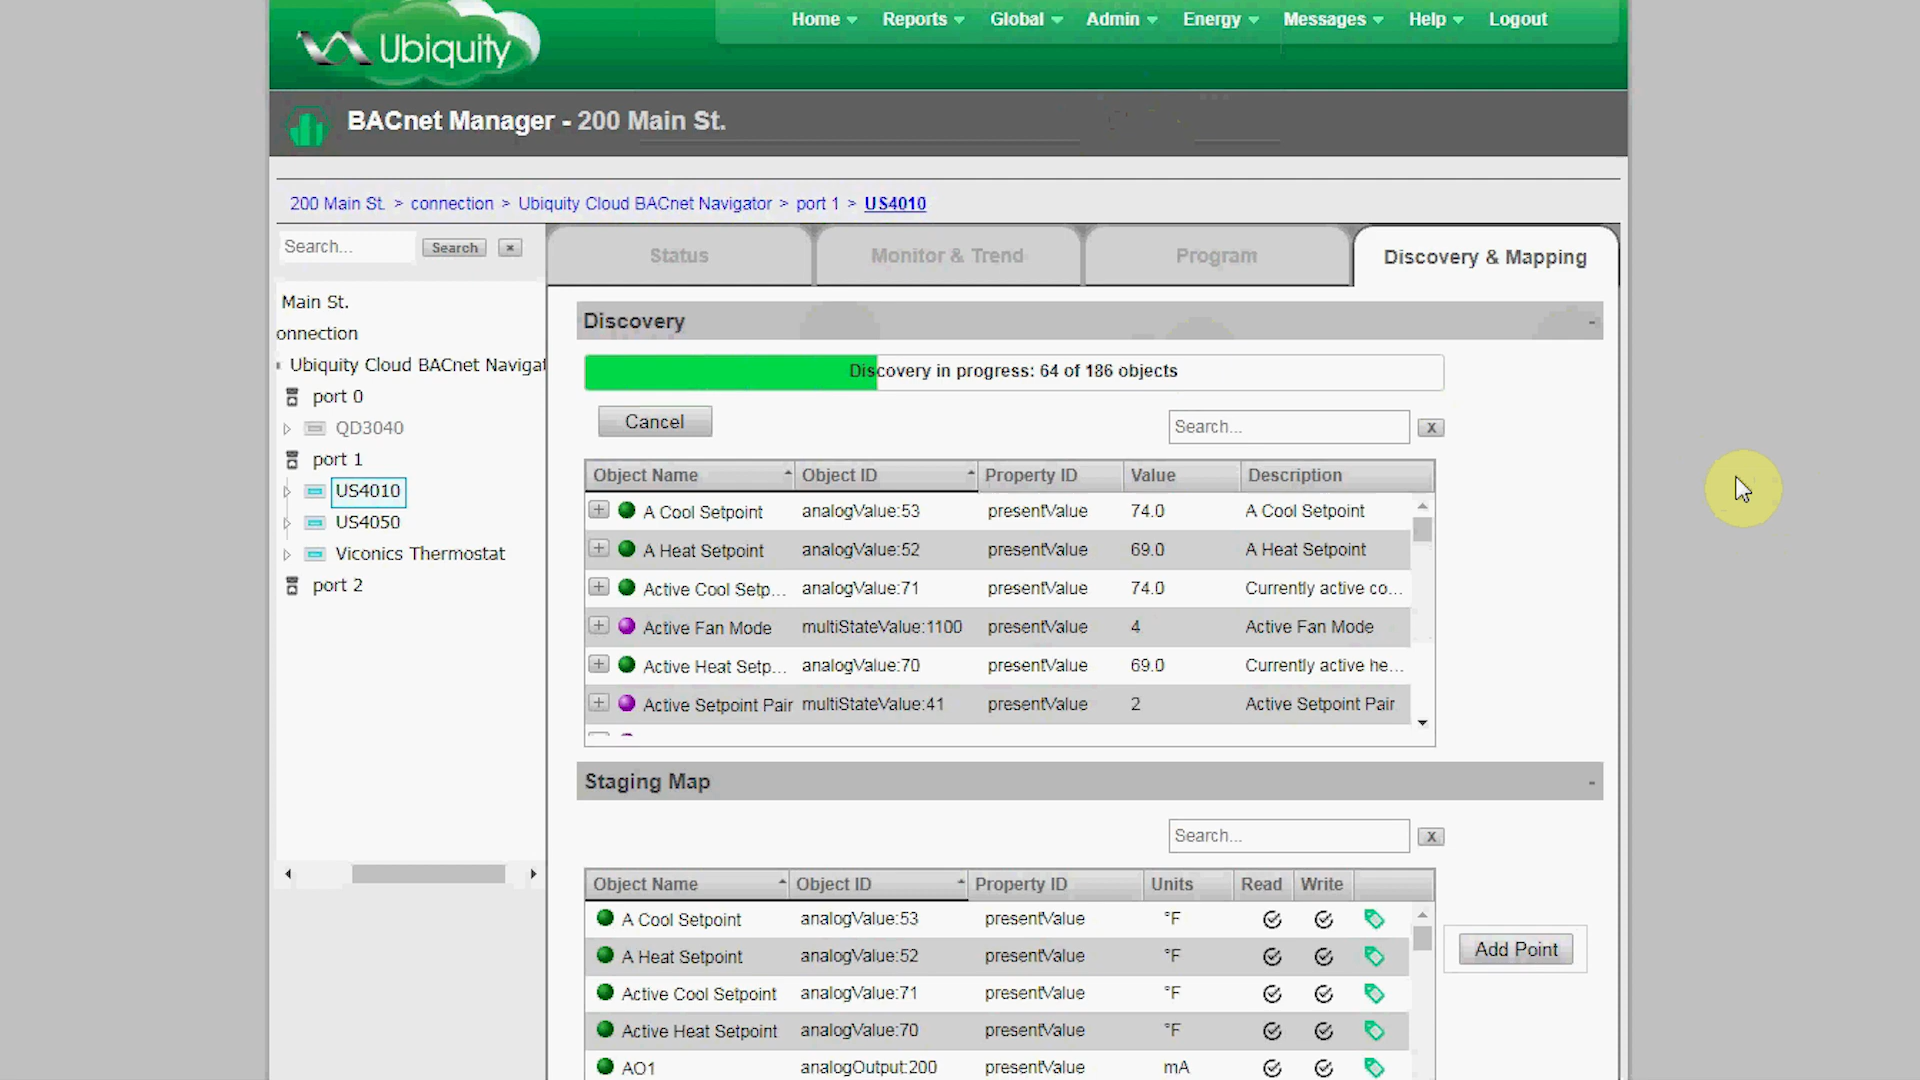 Ubiquity
Home Reports Global Admin Energy Messages Help Logout
BACnet Manager - 200 Main St.
200 Main St. > connection > Ubiquity Cloud BACnet Navigator > port 1 > US4010
Search... Search ×
Status Monitor & Trend Program Discovery & Mapping
Main St.
onnection
Ubiquity Cloud BACnet Navigat
port 0
QD3040
port 1
US4010
US4050
Viconics Thermostat
port 2
Discovery -
Discovery in progress: 64 of 186 objects
Cancel
Search... X
Object Name Object ID Property ID Value Description
A Cool Setpoint analogValue:53 presentValue 74.0 A Cool Setpoint
A Heat Setpoint analogValue:52 presentValue 69.0 A Heat Setpoint
Active Cool Setp... analogValue:71 presentValue 74.0 Currently active co...
Active Fan Mode multiStateValue:1100 presentValue 4 Active Fan Mode
Active Heat Setp... analogValue:70 presentValue 69.0 Currently active he...
Active Setpoint Pair multiStateValue:41 presentValue 2 Active Setpoint Pair
Staging Map -
Search... X
Object Name Object ID Property ID Units Read Write
A Cool Setpoint analogValue:53 presentValue °F
A Heat Setpoint analogValue:52 presentValue °F
Active Cool Setpoint analogValue:71 presentValue °F
Active Heat Setpoint analogValue:70 presentValue °F
AO1 analogOutput:200 presentValue mA
Add Point